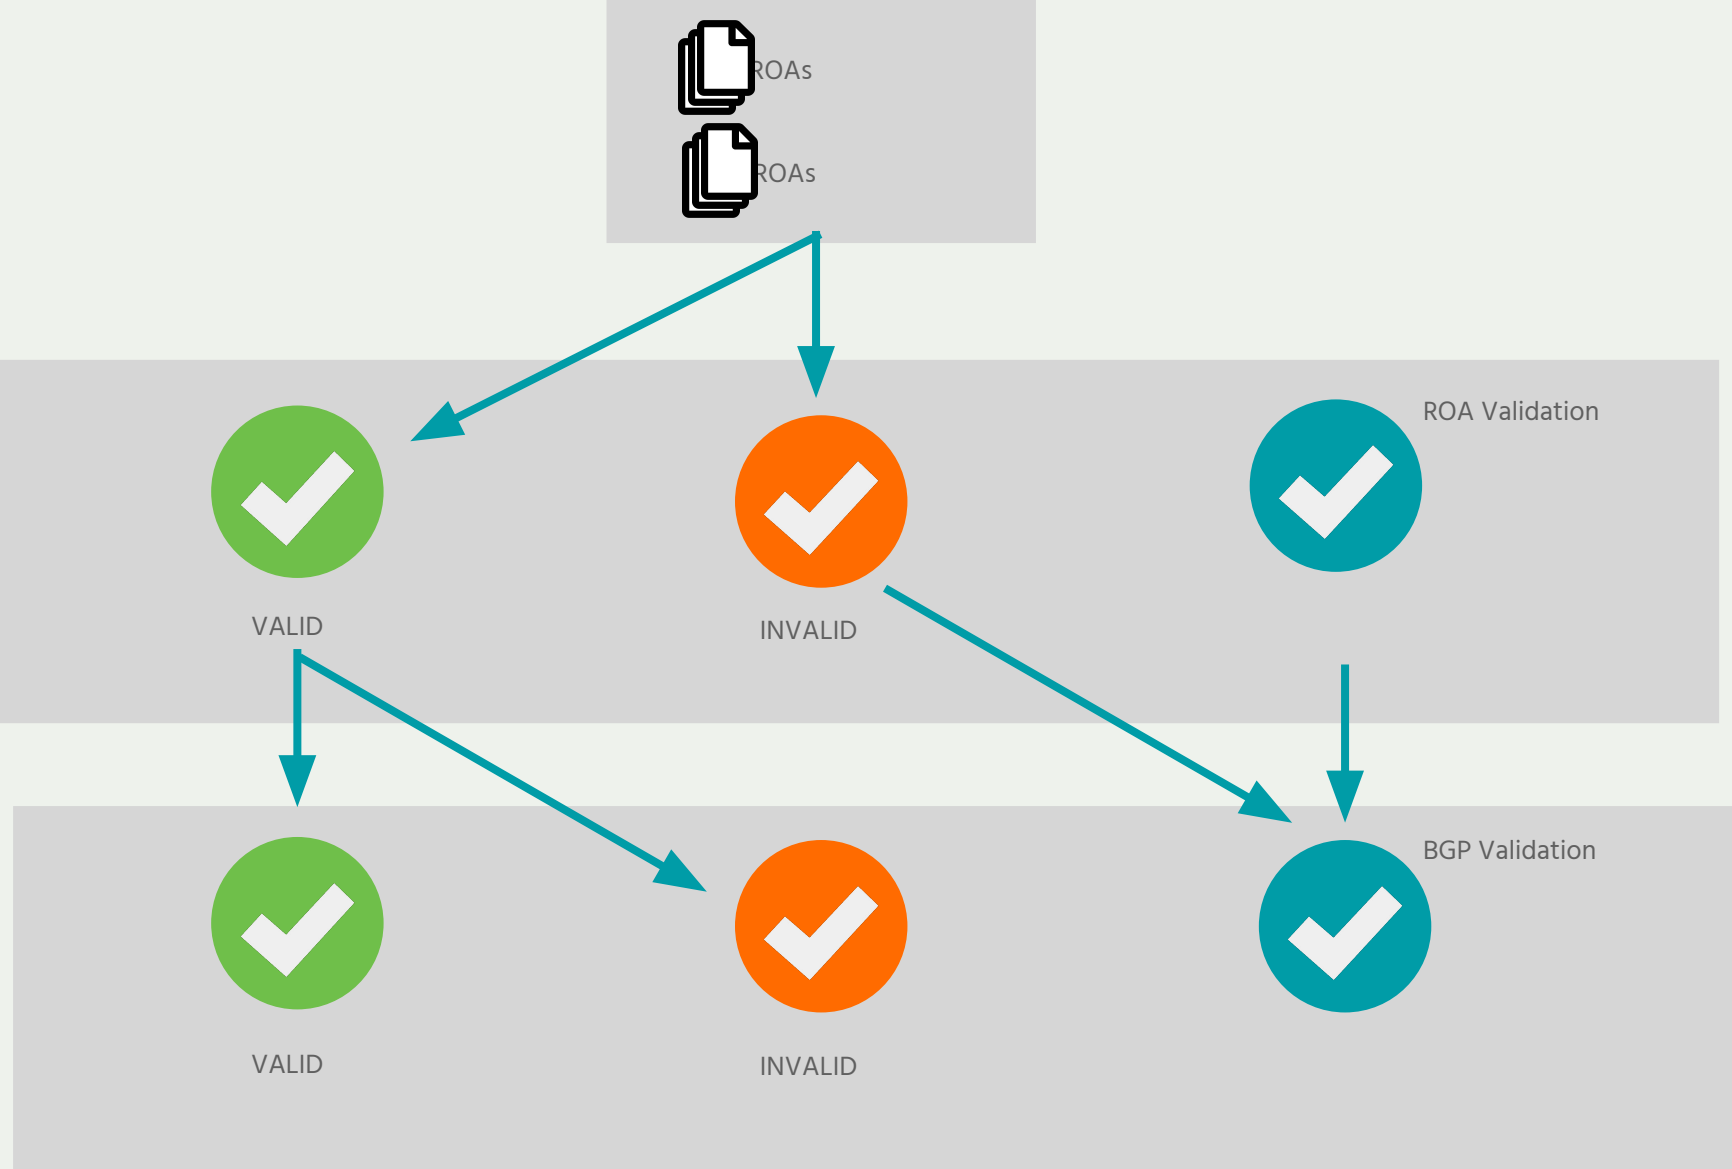 ROAs
ROAs
ROA Validation
VALID
INVALID
BGP Validation
VALID
INVALID